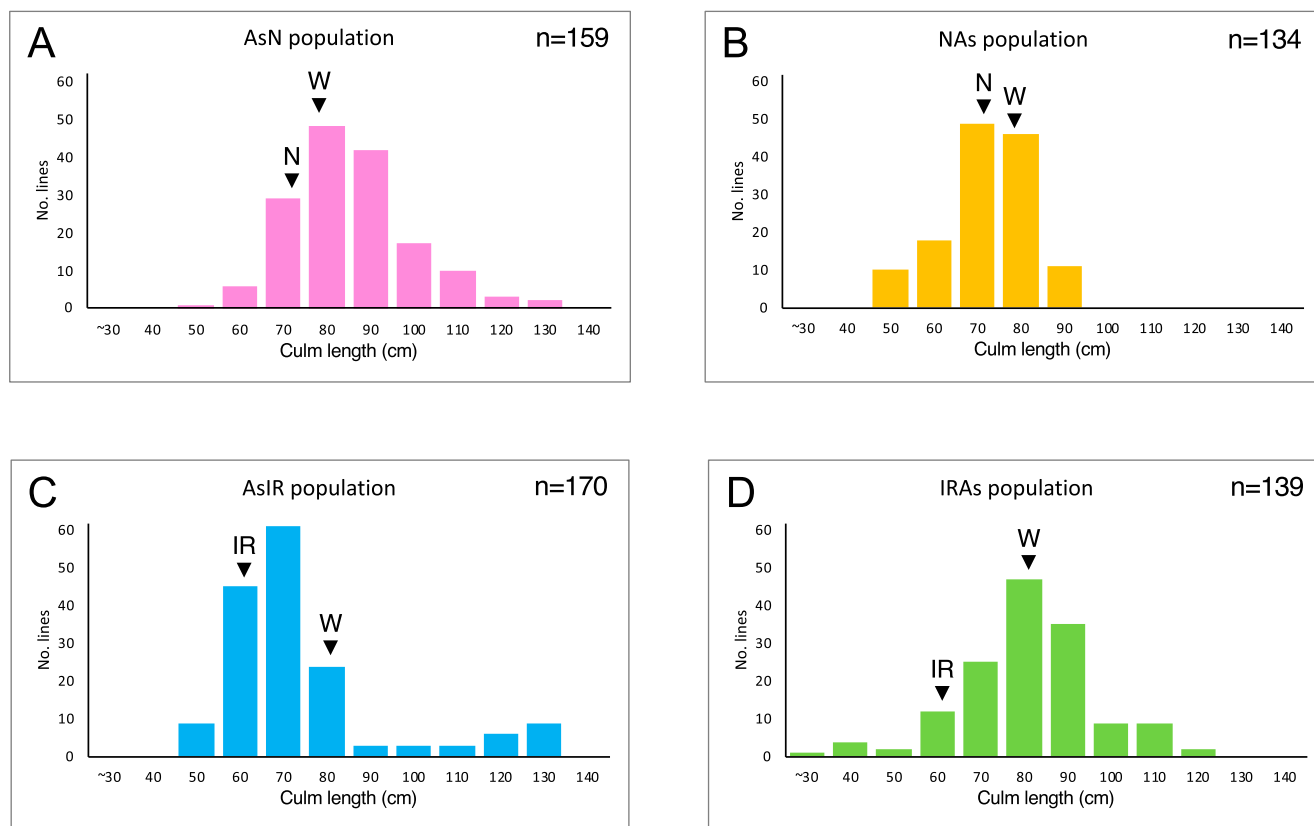 A
AsN population
n=159
W
N
60
50
40
30
20
10
0
No. lines
~30 40 50 60 70 80 90 100 110 120 130 140
Culm length (cm)
B
NAs population
n=134
N
W
60
50
40
30
20
10
0
No. lines
~30 40 50 60 70 80 90 100 110 120 130 140
Culm length (cm)
C
AsIR population
n=170
IR
W
60
50
40
30
20
10
0
No. lines
~30 40 50 60 70 80 90 100 110 120 130 140
Culm length (cm)
D
IRAs population
n=139
W
IR
60
50
40
30
20
10
0
No. lines
~30 40 50 60 70 80 90 100 110 120 130 140
Culm length (cm)